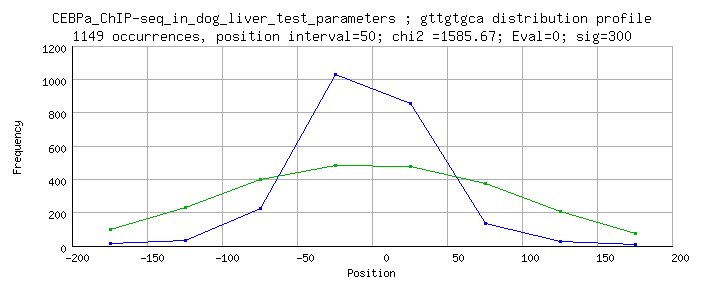 CEBPa_ChIP-seq_in_dog_liver_test_parameters ; gttgtgca distribution profile
1149 occurrences, position interval=50; chi2 =1585.67; Eval=0; sig=300
1200
1000
800
600
400
200
0
Frequency
-200 -150 -100 -50 0 50 100 150 200
Position